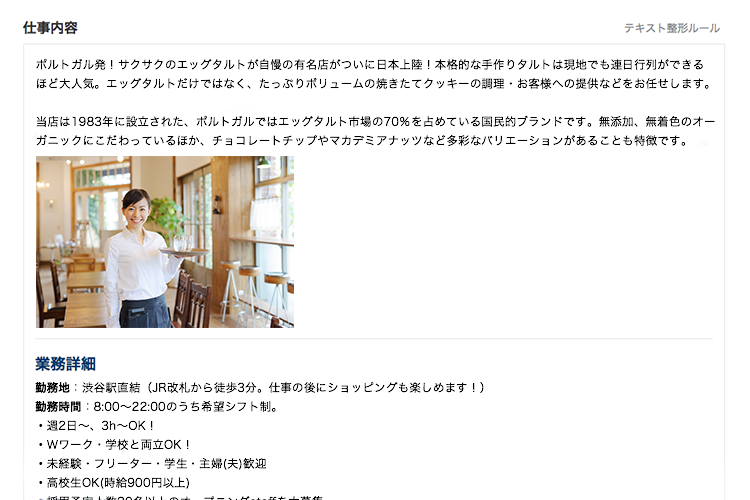 仕事内容
テキスト整形ルール
ポルトガル発！サクサクのエッグタルトが自慢の有名店がついに日本上陸！本格的な手作りタルトは現地でも連日行列ができる
ほど大人気。エッグタルトだけではなく、たっぷりボリュームの焼きたてクッキーの調理・お客様への提供などをお任せします。
当店は1983年に設立された、ポルトガルではエッグタルト市場の70％を占めている国民的ブランドです。無添加、無着色のオー
ガニックにこだわっているほか、チョコレートチップやマカデミアナッツなど多彩なバリエーションがあることも特徴です。
業務詳細
勤務地：渋谷駅直結（JR改札から徒歩3分。仕事の後にショッピングも楽しめます！）
勤務時間：8:00〜22:00のうち希望シフト制。
・週2日〜、3h〜OK！
・Wワーク・学校と両立OK！
・未経験・フリーター・学生・主婦(夫)歓迎
・高校生OK(時給900円以上)